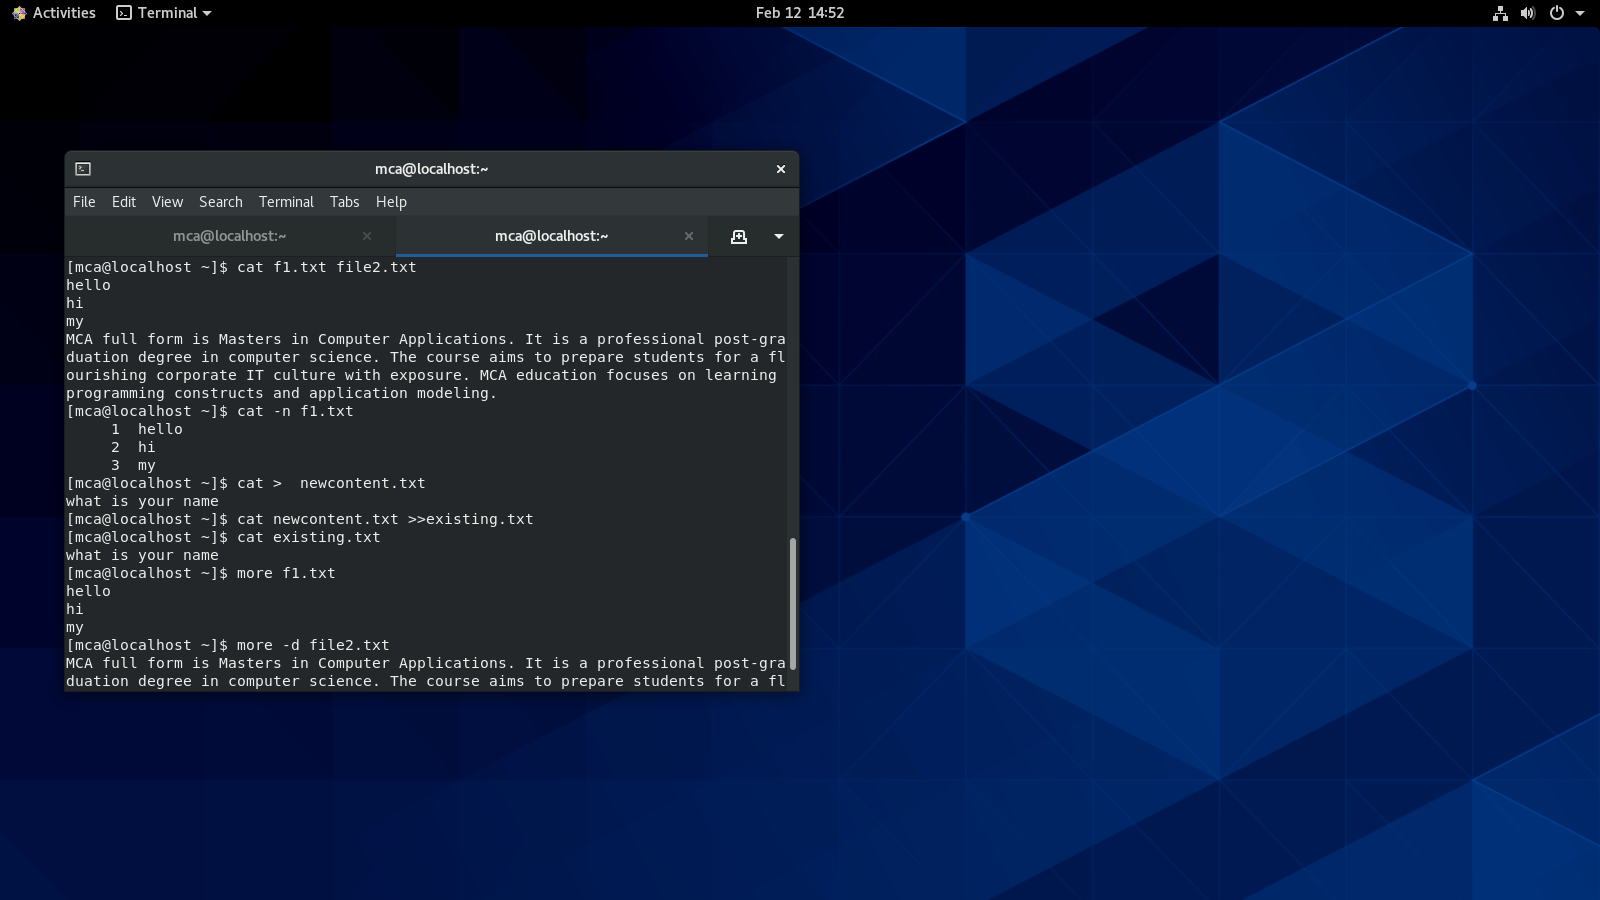 Activities Terminal Feb 12 14:52
mca@localhost:~
File Edit View Search Terminal Tabs Help
mca@localhost:~ mca@localhost:~
[mca@localhost ~]$ cat f1.txt file2.txt
hello
hi
my
MCA full form is Masters in Computer Applications. It is a professional post-gra
duation degree in computer science. The course aims to prepare students for a fl
ourishing corporate IT culture with exposure. MCA education focuses on learning
programming constructs and application modeling.
[mca@localhost ~]$ cat -n f1.txt
     1  hello
     2  hi
     3  my
[mca@localhost ~]$ cat >  newcontent.txt
what is your name
[mca@localhost ~]$ cat newcontent.txt >>existing.txt
[mca@localhost ~]$ cat existing.txt
what is your name
[mca@localhost ~]$ more f1.txt
hello
hi
my
[mca@localhost ~]$ more -d file2.txt
MCA full form is Masters in Computer Applications. It is a professional post-gra
duation degree in computer science. The course aims to prepare students for a fl